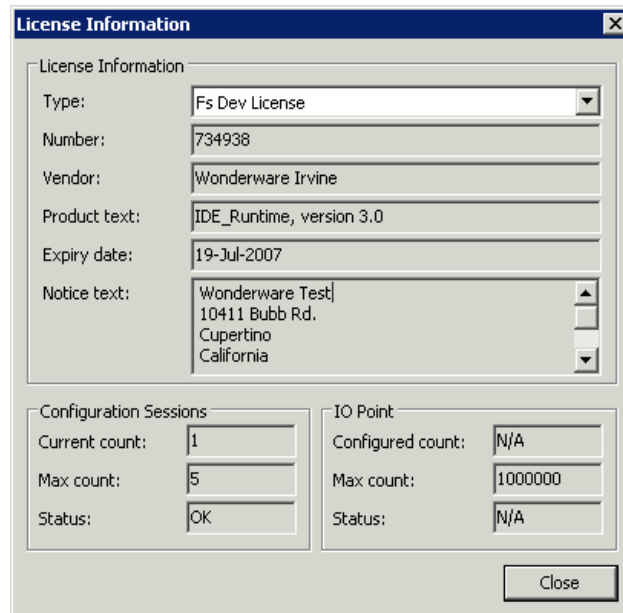 License Information
License Information
Type: Fs Dev License
Number: 734938
Vendor: Wonderware Irvine
Product text: IDE_Runtime, version 3.0
Expiry date: 19-Jul-2007
Notice text: Wonderware Test
10411 Bubb Rd.
Cupertino
California
Configuration Sessions
Current count: 1
Max count: 5
Status: OK
IO Point
Configured count: N/A
Max count: 1000000
Status: N/A
Close